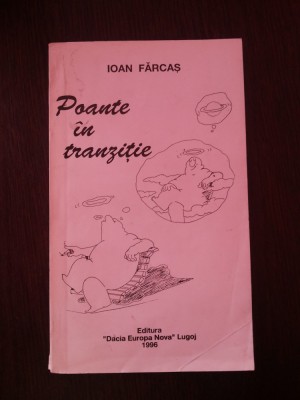 IOAN FĂRCAȘ
Poante
în
tranziție
Editura
"Dacia Europa Nova" Lugoj
1996